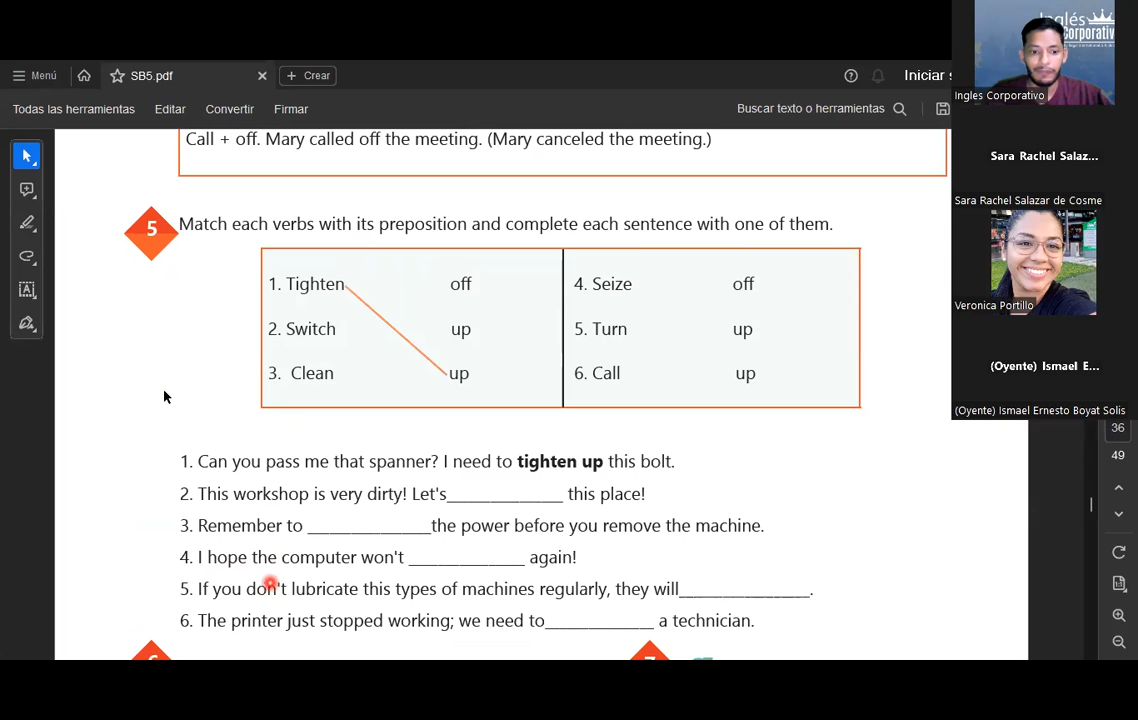 Menú
SB5.pdf
Crear
Iniciar s
Todas las herramientas
Editar
Convertir
Firmar
Buscar texto o herramientas
Call + off. Mary called off the meeting. (Mary canceled the meeting.)
5
Match each verbs with its preposition and complete each sentence with one of them.
1. Tighten off 4. Seize off
2. Switch up 5. Turn up
3. Clean up 6. Call up
1. Can you pass me that spanner? I need to tighten up this bolt.
2. This workshop is very dirty! Let's_____________ this place!
3. Remember to ______________the power before you remove the machine.
4. I hope the computer won't _____________ again!
5. If you don't lubricate this types of machines regularly, they will_______________.
6. The printer just stopped working; we need to____________ a technician.
6
7
36
49
Inglés
Corporativ
Ingles Corporativo
Sara Rachel Salaz...
Sara Rachel Salazar de Cosme
Veronica Portillo
(Oyente) Ismael E...
(Oyente) Ismael Ernesto Boyat Solis